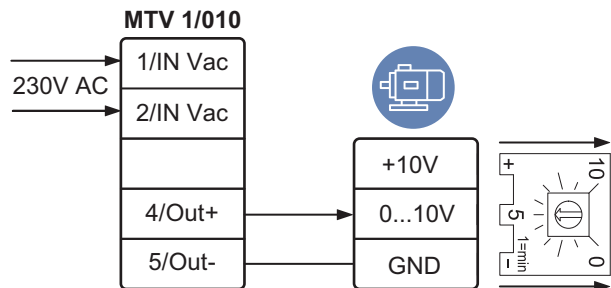 MTV 1/010
230V AC
1/IN Vac
2/IN Vac
4/Out+
5/Out-
+10V
0...10V
GND
+
5
-
1=min
10
0